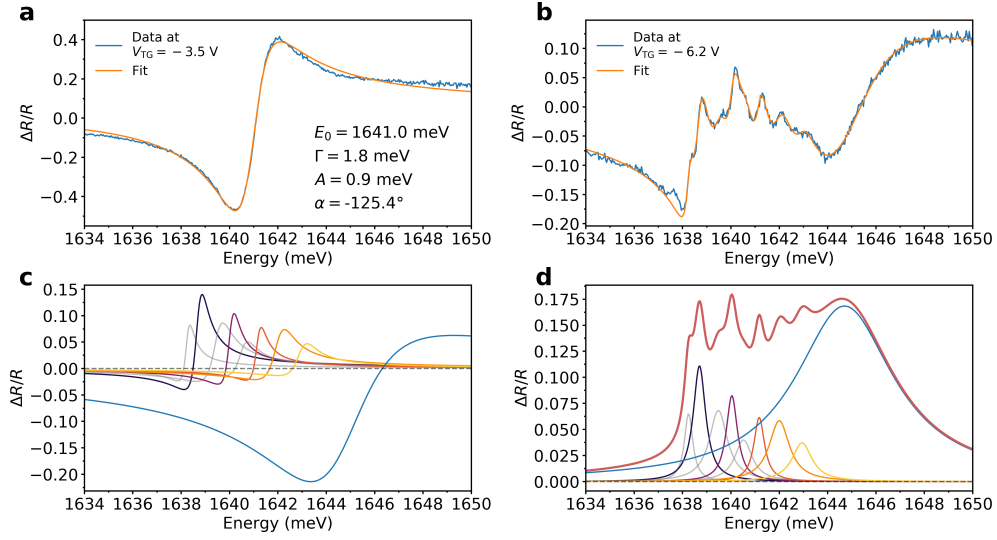 a
0.4
0.2
0.0
−0.2
−0.4
ΔR/R
Data at
V_TG = −3.5 V
Fit
E_0 = 1641.0 meV
Γ = 1.8 meV
A = 0.9 meV
α = -125.4°
1634 1636 1638 1640 1642 1644 1646 1648 1650
Energy (meV)
b
0.10
0.05
0.00
−0.05
−0.10
−0.15
−0.20
ΔR/R
Data at
V_TG = −6.2 V
Fit
1634 1636 1638 1640 1642 1644 1646 1648 1650
Energy (meV)
c
0.15
0.10
0.05
0.00
−0.05
−0.10
−0.15
−0.20
ΔR/R
1634 1636 1638 1640 1642 1644 1646 1648 1650
Energy (meV)
d
0.175
0.150
0.125
0.100
0.075
0.050
0.025
0.000
ΔR/R
1634 1636 1638 1640 1642 1644 1646 1648 1650
Energy (meV)